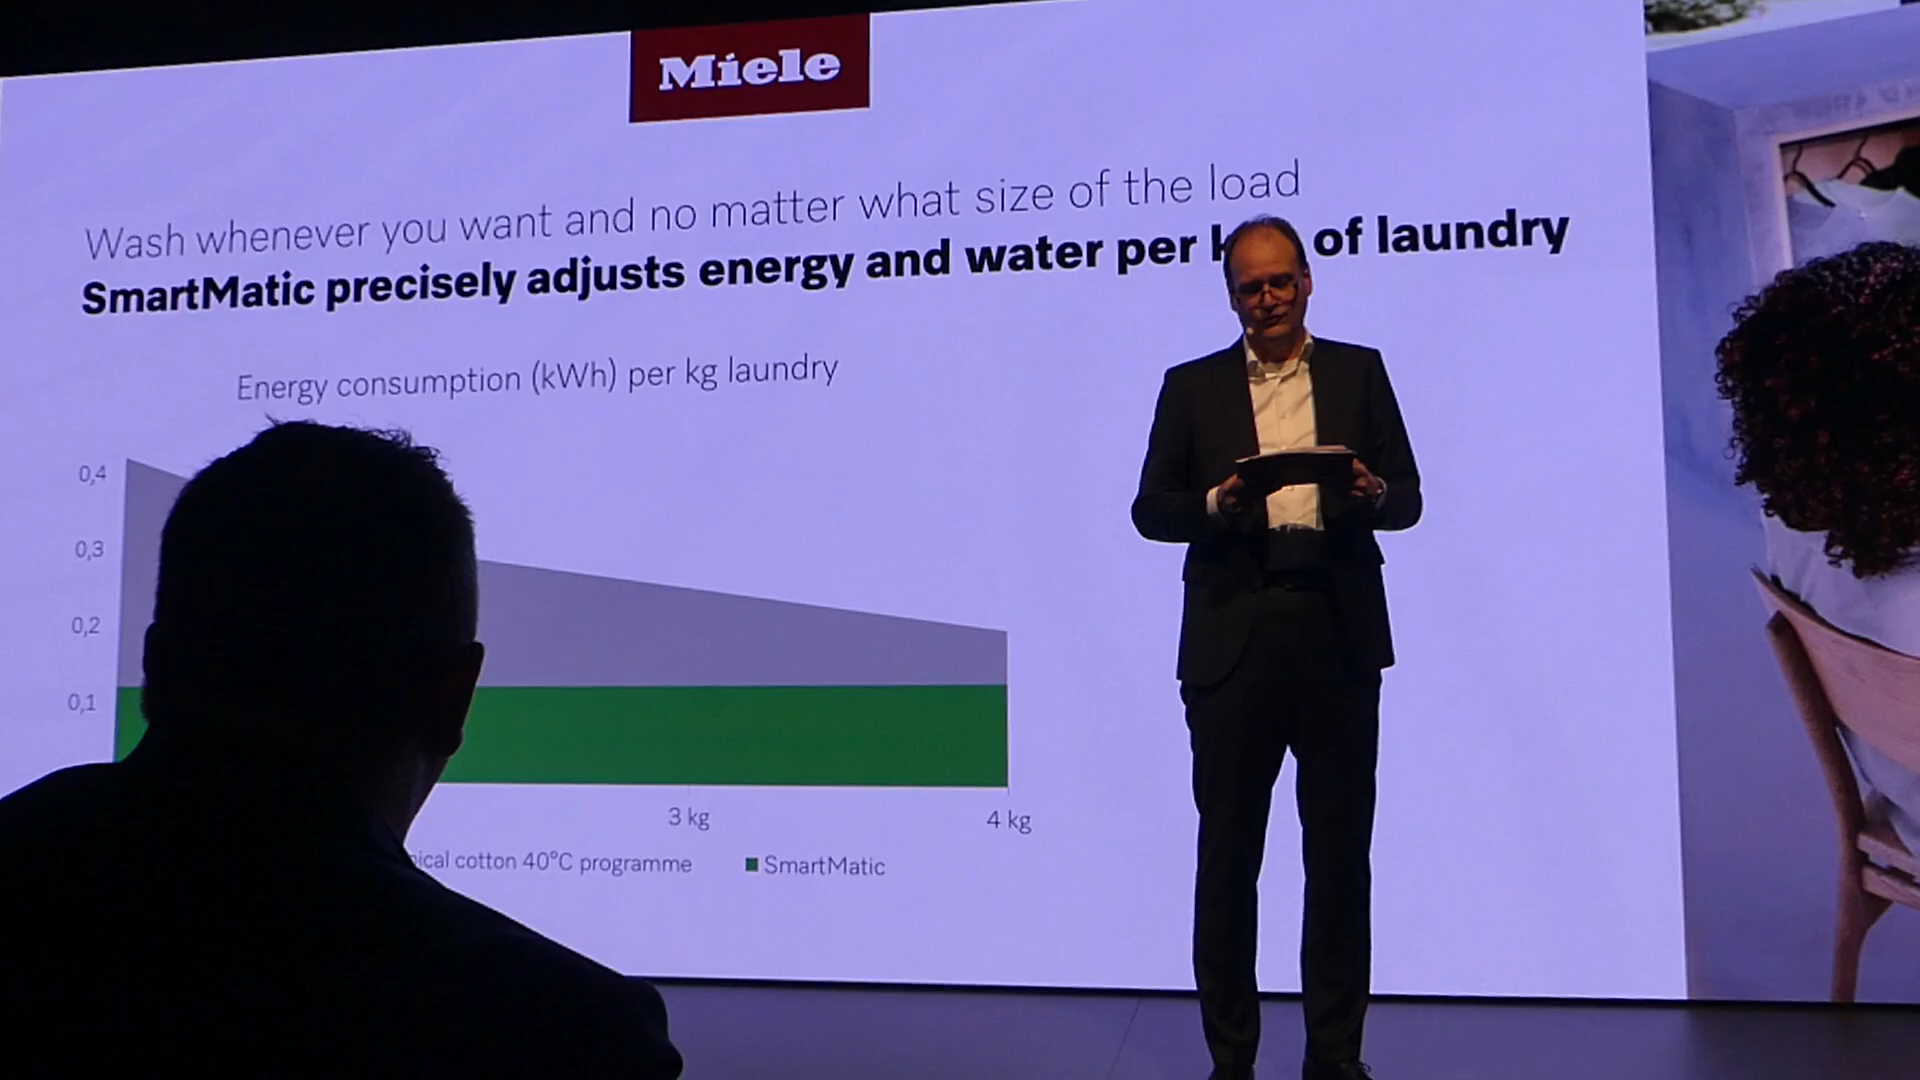 Miele
Wash whenever you want and no matter what size of the load
SmartMatic precisely adjusts energy and water per of laundry
Energy consumption (kWh) per kg laundry
0,4
0,3
0,2
0,1
3 kg
4 kg
cotton 40°C programme
SmartMatic